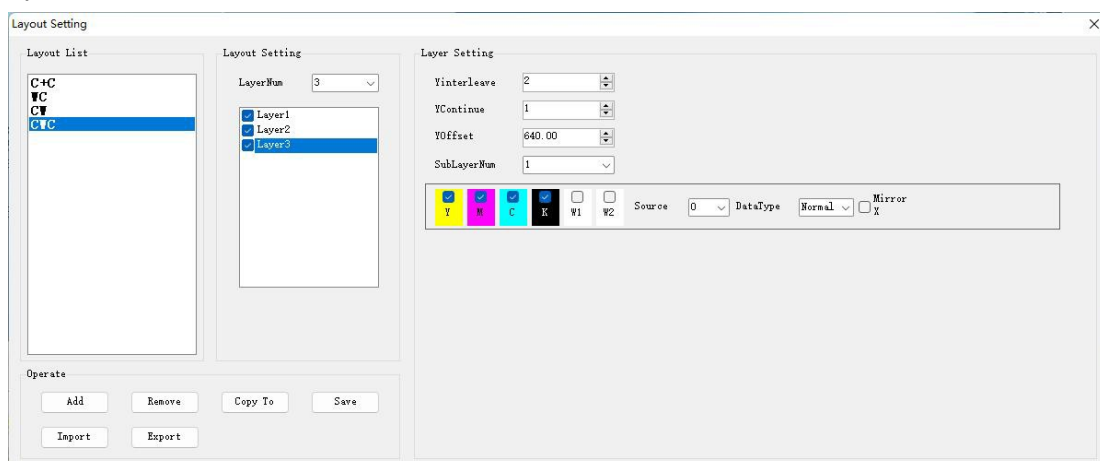 Layout Setting
Layout List
C+C
WC
CW
CWC
Layout Setting
LayerNum 3
Layer1
Layer2
Layer3
Layer Setting
Yinterleave 2
YContinue 1
YOffset 640.00
SubLayerNum 1
Y M C K W1 W2 Source 0 DataType Normal Mirror X
Operate
Add Remove Copy To Save
Import Export